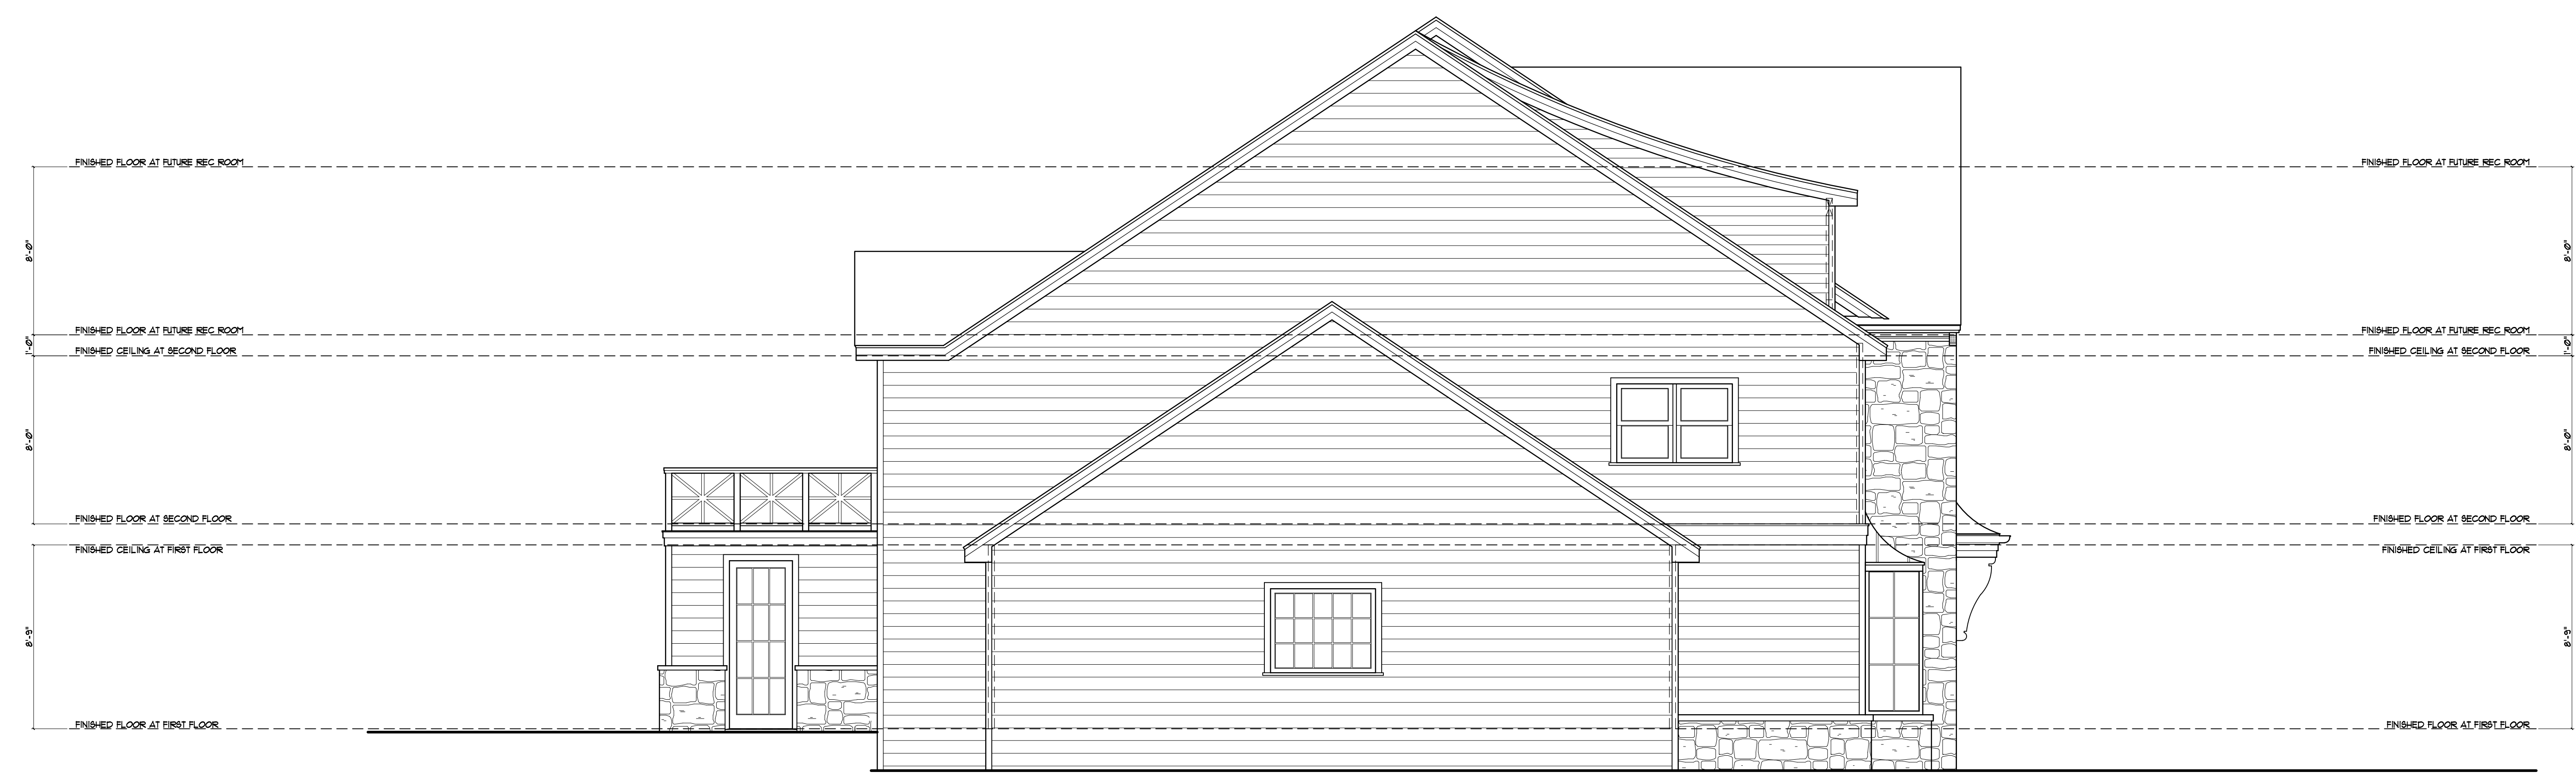 FINISHED FLOOR AT FUTURE REC ROOM
FINISHED FLOOR AT FUTURE REC ROOM
8'-0"
8'-0"
FINISHED FLOOR AT FUTURE REC ROOM
FINISHED FLOOR AT FUTURE REC ROOM
1'-0"
1'-0"
FINISHED CEILING AT SECOND FLOOR
FINISHED CEILING AT SECOND FLOOR
8'-0"
8'-0"
FINISHED FLOOR AT SECOND FLOOR
FINISHED FLOOR AT SECOND FLOOR
FINISHED CEILING AT FIRST FLOOR
FINISHED CEILING AT FIRST FLOOR
8'-9"
8'-9"
FINISHED FLOOR AT FIRST FLOOR
FINISHED FLOOR AT FIRST FLOOR